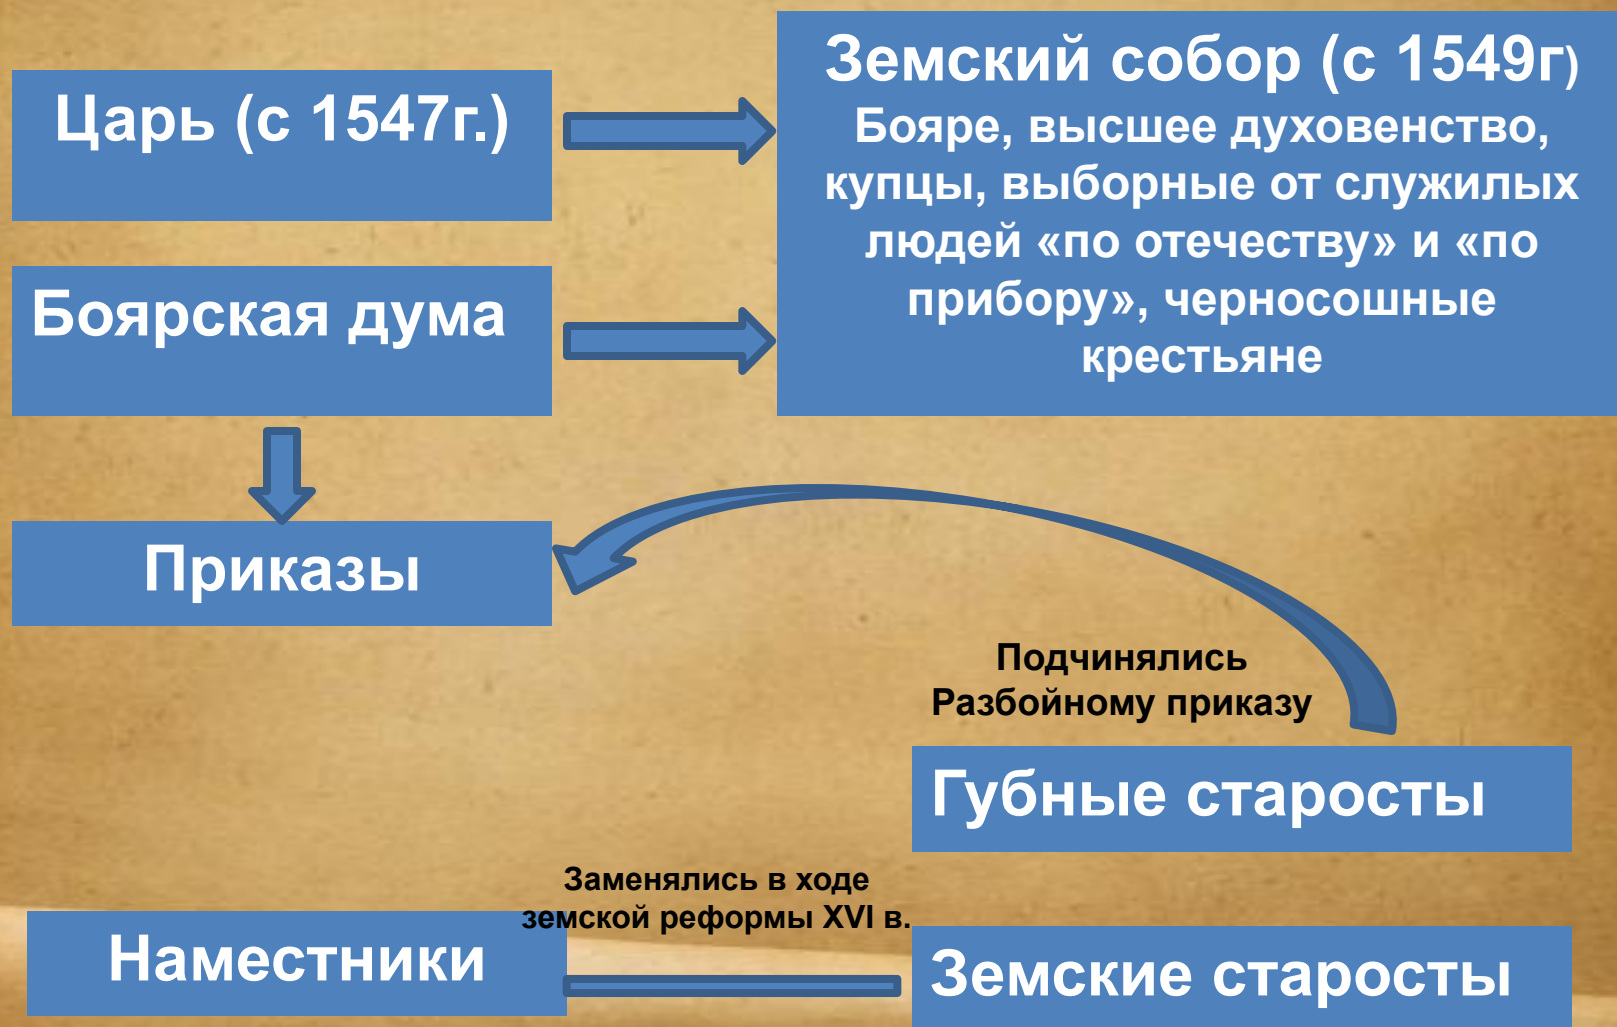 Царь (с 1547г.)
Земский собор (с 1549г)
Бояре, высшее духовенство,
купцы, выборные от служилых
людей «по отечеству» и «по
прибору», черносошные
крестьяне
Боярская дума
Приказы
Подчинялись
Разбойному приказу
Губные старосты
Заменялись в ходе
земской реформы XVI в.
Наместники
Земские старосты